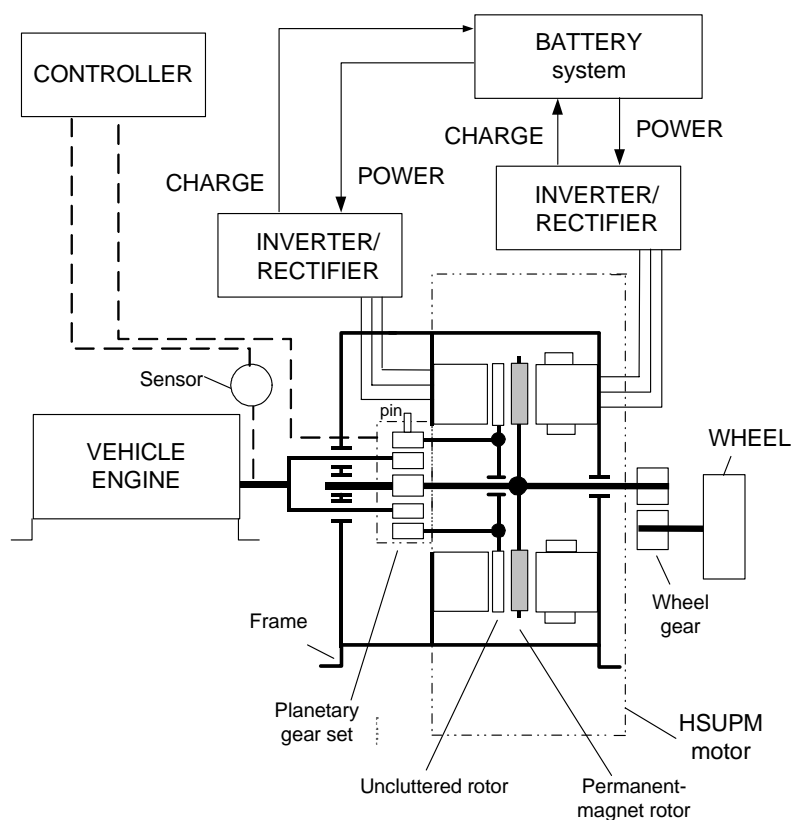 BATTERY
system
CONTROLLER
CHARGE
POWER
CHARGE
POWER
INVERTER/
RECTIFIER
INVERTER/
RECTIFIER
Sensor
pin
VEHICLE
ENGINE
WHEEL
Wheel
gear
Frame
Planetary
gear set
HSUPM
motor
Uncluttered rotor
Permanent-
magnet rotor